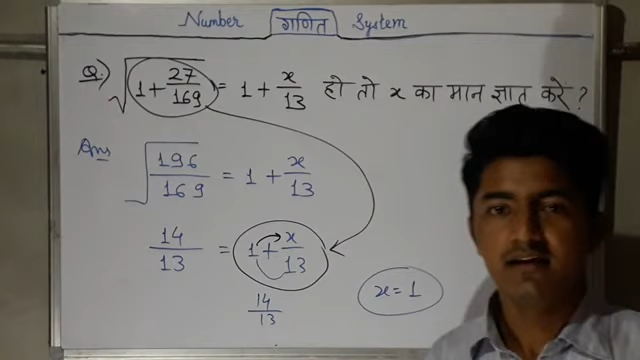 Number गणित System
Q.) √(1 + 27/169) = 1 + x/13 हो तो x का मान ज्ञात करें ?
Ans √(196/169) = 1 + x/13
14/13 = 1 + x/13
14/13
x = 1